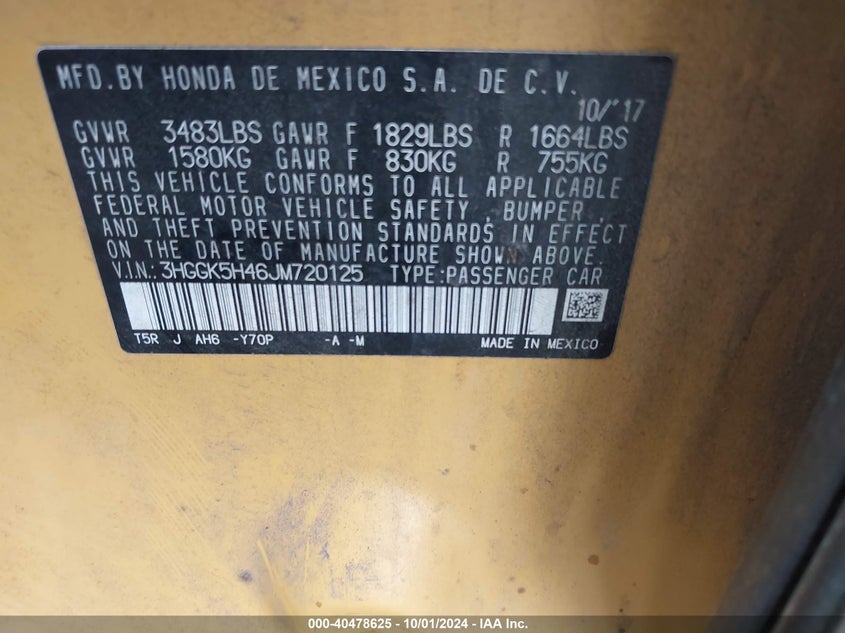 MFD.BY HONDA DE MEXICO S.A. DE C.V.
10/'17
GVWR 3483LBS GAWR F 1829LBS R 1664LBS
GVWR 1580KG GAWR F 830KG R 755KG
THIS VEHICLE CONFORMS TO ALL APPLICABLE
FEDERAL MOTOR VEHICLE SAFETY , BUMPER ,
AND THEFT PREVENTION STANDARDS IN EFFECT
ON THE DATE OF MANUFACTURE SHOWN ABOVE.
V.I.N.: 3HGGK5H46JM720125 TYPE:PASSENGER CAR
T5R J AH6 -Y70P -A -M MADE IN MEXICO
000-40478625 - 10/01/2024 - IAA Inc.